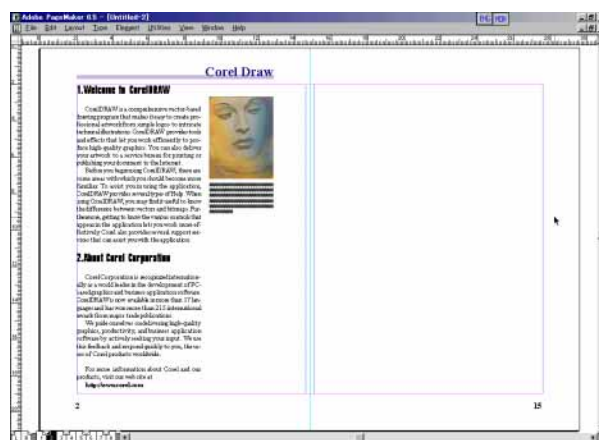 Adobe PageMaker 6.5 - [Untitled-2]
File Edit Layout Type Element Utilities View Window Help
Corel Draw
1.Welcome to CorelDRAW
CorelDRAW is a comprehensive vector-based
drawing program that makes it easy to create pro-
fessional artwork from simple logos to intricate
technical illustrations. CorelDRAW provides tools
and effects that let you work efficiently to pro-
duce high-quality graphics. You can also deliver
your artwork to a service bureau for printing or
publishing your document to the Internet.
Before you beginning CorelDRAW, there are
some areas with which you should become more
familiar. To assist you in using the application,
CorelDRAW provides several types of Help. When
using CorelDRAW, you may find it useful to know
the difference between vectors and bitmaps. Fur-
thermore, getting to know the various controls that
appear in the application lets you work more ef-
fectively. Corel also provides several support ser-
vices that can assist you with the application.
2.About Corel Corporation
Corel Corporation is recognized internation-
ally as a world leader in the development of PC-
based graphics and business application software.
CorelDRAW is now available in more than 17 lan-
guages and has won more than 215 international
awards from major trade publications.
We pride ourselves on delivering high-quality
graphics, productivity, and business application
software by actively seeking your input. We use
this feedback and respond quickly to you, the us-
ers of Corel products worldwide.
For more information about Corel and our
products, visit our web site at
http://www.corel.com
2
15